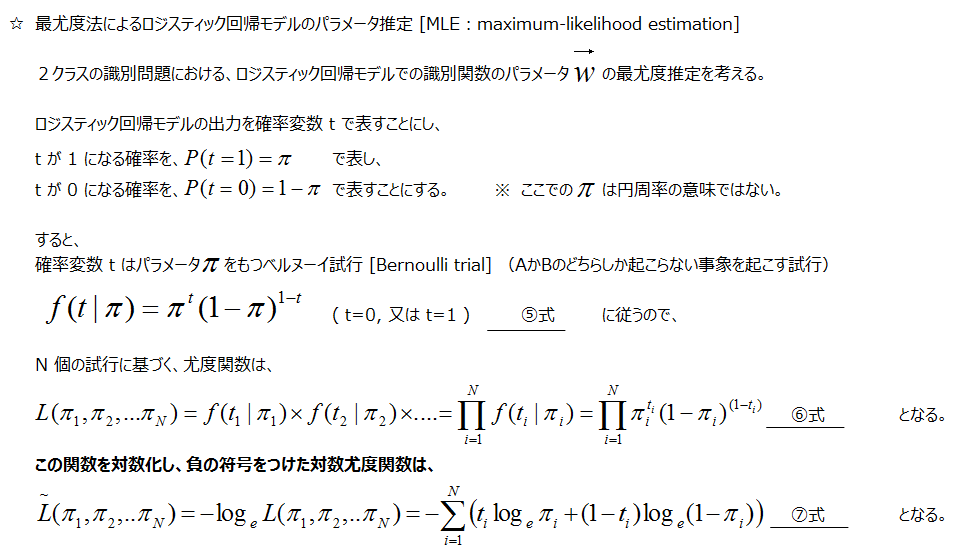 ☆ 最尤度法によるロジスティック回帰モデルのパラメータ推定 [MLE : maximum-likelihood estimation]
２クラスの識別問題における、ロジスティック回帰モデルでの識別関数のパラメータ $\overrightarrow{w}$ の最尤度推定を考える。
ロジスティック回帰モデルの出力を確率変数 t で表すことにし、
t が 1 になる確率を、 $P(t=1)=\pi$ で表し、
t が 0 になる確率を、 $P(t=0)=1-\pi$ で表すことにする。 ※ ここでの $\pi$ は円周率の意味ではない。
すると、
確率変数 t はパラメータ $\pi$ をもつベルヌーイ試行 [Bernoulli trial] （AかBのどちらしか起こらない事象を起こす試行）
$f(t|\pi)=\pi^{t}(1-\pi)^{1-t}$ ( t=0, 又は t=1 ) ⑤式 に従うので、
N 個の試行に基づく、尤度関数は、
$L(\pi_1,\pi_2,...\pi_N)=f(t_1|\pi_1)\times f(t_2|\pi_2)\times....=\prod_{i=1}^{N}f(t_i|\pi_i)=\prod_{i=1}^{N}\pi_i^{t_i}(1-\pi_i)^{(1-t_i)}$ ⑥式 となる。
この関数を対数化し、負の符号をつけた対数尤度関数は、
$\tilde{L}(\pi_1,\pi_2,..\pi_N)=-\log_e L(\pi_1,\pi_2,..\pi_N)=-\sum_{i=1}^{N}(t_i\log_e\pi_i+(1-t_i)\log_e(1-\pi_i))$ ⑦式 となる。